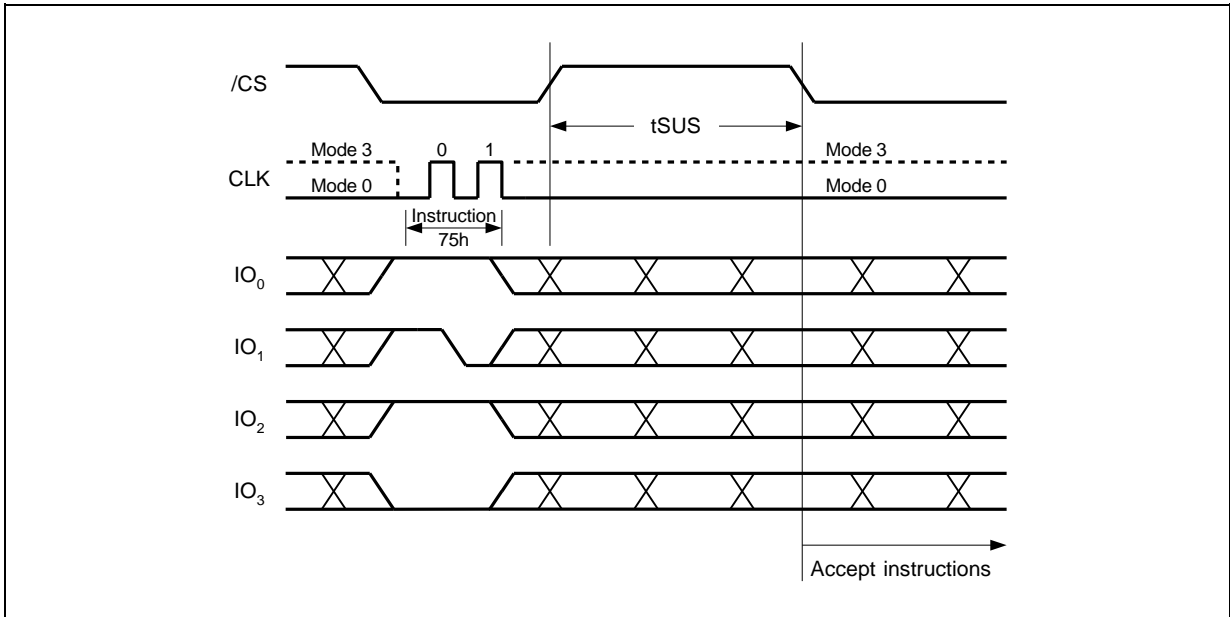 /CS
tSUS
Mode 3 0 1 Mode 3
CLK
Mode 0 Mode 0
Instruction
75h
IO0
IO1
IO2
IO3
Accept instructions